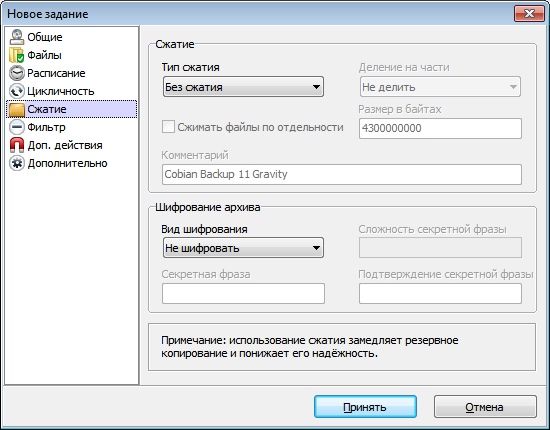 Новое задание
Общие
Файлы
Расписание
Цикличность
Сжатие
Фильтр
Доп. действия
Дополнительно
Сжатие
Тип сжатия
Деление на части
Без сжатия
Не делить
Размер в байтах
Сжимать файлы по отдельности
4300000000
Комментарий
Cobian Backup 11 Gravity
Шифрование архива
Вид шифрования
Сложность секретной фразы
Не шифровать
Секретная фраза
Подтверждение секретной фразы
Примечание: использование сжатия замедляет резервное
копирование и понижает его надёжность.
Принять
Отмена